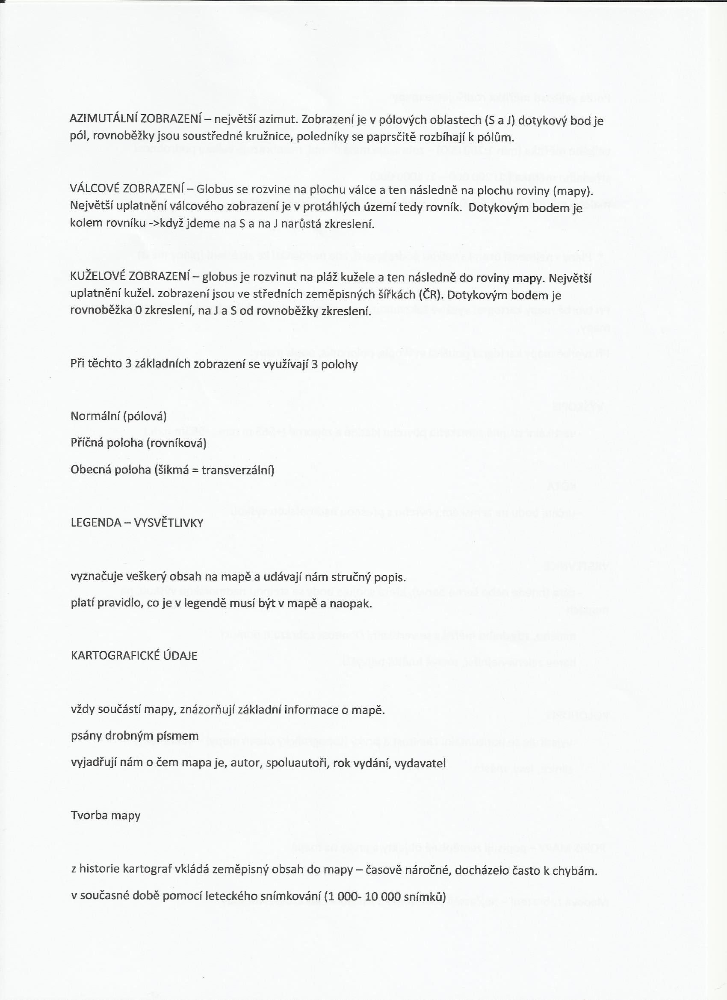 AZIMUTÁLNÍ ZOBRAZENÍ – největší azimut. Zobrazení je v pólových oblastech (S a J) dotykový bod je
pól, rovnoběžky jsou soustředné kružnice, poledníky se paprsčitě rozbíhají k pólům.
VÁLCOVÉ ZOBRAZENÍ – Globus se rozvine na plochu válce a ten následně na plochu roviny (mapy).
Největší uplatnění válcového zobrazení je v protáhlých území tedy rovník.  Dotykovým bodem je
kolem rovníku ->když jdeme na S a na J narůstá zkreslení.
KUŽELOVÉ ZOBRAZENÍ – globus je rozvinut na pláž kužele a ten následně do roviny mapy. Největší
uplatnění kužel. zobrazení jsou ve středních zeměpisných šířkách (ČR). Dotykovým bodem je
rovnoběžka 0 zkreslení, na J a S od rovnoběžky zkreslení.
Při těchto 3 základních zobrazení se využívají 3 polohy
Normální (pólová)
Příčná poloha (rovníková)
Obecná poloha (šikmá = transverzální)
LEGENDA – VYSVĚTLIVKY
vyznačuje veškerý obsah na mapě a udávají nám stručný popis.
platí pravidlo, co je v legendě musí být v mapě a naopak.
KARTOGRAFICKÉ ÚDAJE
vždy součástí mapy, znázorňují základní informace o mapě.
psány drobným písmem
vyjadřují nám o čem mapa je, autor, spoluautoři, rok vydání, vydavatel
Tvorba mapy
z historie kartograf vkládá zeměpisný obsah do mapy – časově náročné, docházelo často k chybám.
v současné době pomocí leteckého snímkování (1 000- 10 000 snímků)